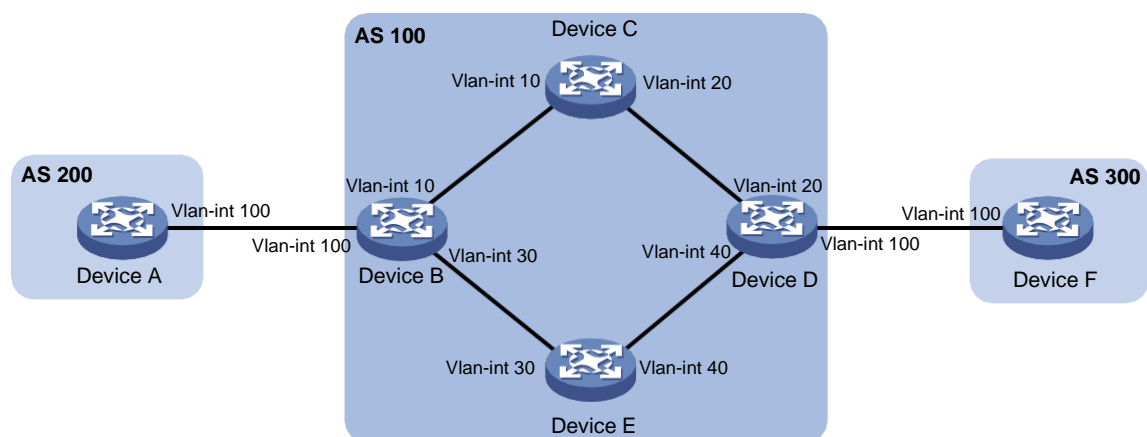 AS 100
Device C
Vlan-int 10
Vlan-int 20
AS 200
AS 300
Vlan-int 10
Vlan-int 20
Vlan-int 100
Vlan-int 100
Vlan-int 100
Vlan-int 100
Vlan-int 30
Vlan-int 40
Device A
Device B
Device D
Device F
Vlan-int 30
Vlan-int 40
Device E